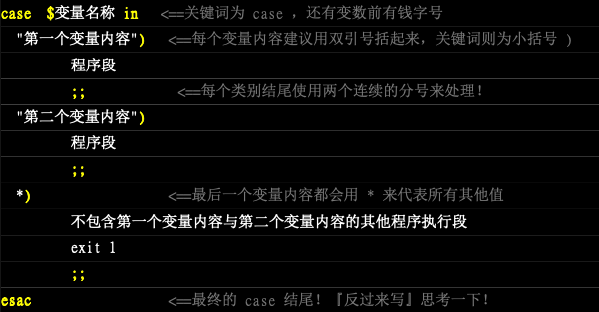 case $变量名称 in <==关键词为 case ，还有变数前有钱字号
"第一个变量内容") <==每个变量内容建议用双引号括起来，关键词则为小括号 )
程序段
;; <==每个类别结尾使用两个连续的分号来处理！
"第二个变量内容")
程序段
;;
*) <==最后一个变量内容都会用 * 来代表所有其他值
不包含第一个变量内容与第二个变量内容的其他程序执行段
exit 1
;;
esac <==最终的 case 结尾！『反过来写』思考一下！